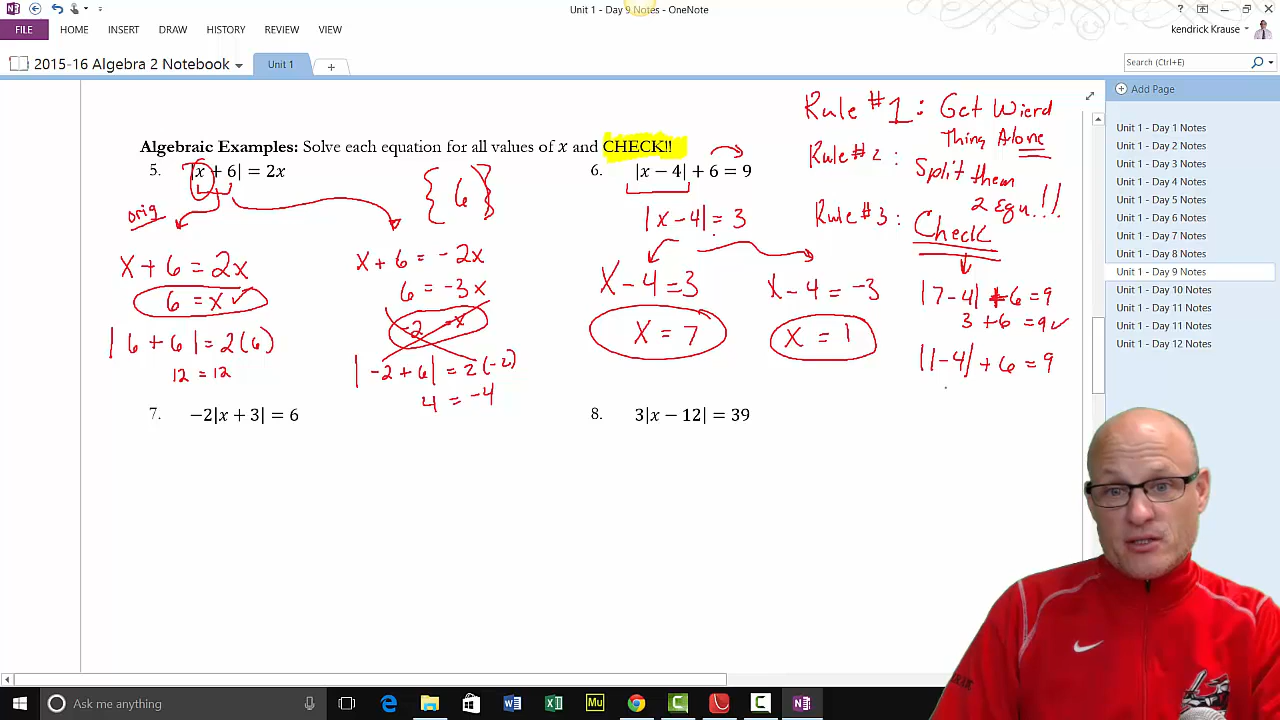 Unit 1 - Day 9 Notes - OneNote
FILE HOME INSERT DRAW HISTORY REVIEW VIEW
kendrick Krause
2015-16 Algebra 2 Notebook
Unit 1
Search (Ctrl+E)
Add Page
Unit 1 - Day 1 Notes
Unit 1 - Day 2 Notes
Unit 1 - Day 3 Notes
Unit 1 - Day 4 Notes
Unit 1 - Day 5 Notes
Unit 1 - Day 6 Notes
Unit 1 - Day 7 Notes
Unit 1 - Day 8 Notes
Unit 1 - Day 9 Notes
Unit 1 - Day 10 Notes
Unit 1 - Day 11 Notes
Unit 1 - Day 11 Notes
Unit 1 - Day 12 Notes
Rule #1: Get Wierd
Thing Alone
Rule #2: Split them
2 Equ.!!
Rule #3: Check
Algebraic Examples: Solve each equation for all values of x and CHECK!!
5. |x + 6| = 2x
{6}
orig
x + 6 = 2x
6 = x ✓
|6 + 6| = 2(6)
12 = 12
x + 6 = -2x
6 = -3x
-2 = x
|-2 + 6| = 2(-2)
4 = -4
6. |x − 4| + 6 = 9
|x - 4| = 3
x - 4 = 3
x = 7
x - 4 = -3
x = 1
|7 - 4| + 6 = 9
3 + 6 = 9 ✓
|1 - 4| + 6 = 9
7. −2|x + 3| = 6
8. 3|x − 12| = 39
Ask me anything